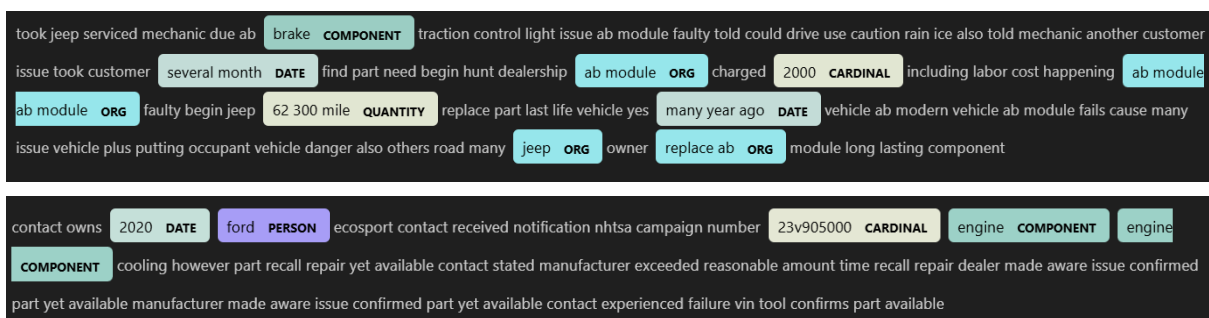 took jeep serviced mechanic due ab brake COMPONENT traction control light issue ab module faulty told could drive use caution rain ice also told mechanic another customer
issue took customer several month DATE find part need begin hunt dealership ab module ORG charged 2000 CARDINAL including labor cost happening ab module
ab module ORG faulty begin jeep 62 300 mile QUANTITY replace part last life vehicle yes many year ago DATE vehicle ab modern vehicle ab module fails cause many
issue vehicle plus putting occupant vehicle danger also others road many jeep ORG owner replace ab ORG module long lasting component
contact owns 2020 DATE ford PERSON ecosport contact received notification nhtsa campaign number 23v905000 CARDINAL engine COMPONENT engine
COMPONENT cooling however part recall repair yet available contact stated manufacturer exceeded reasonable amount time recall repair dealer made aware issue confirmed
part yet available manufacturer made aware issue confirmed part yet available contact experienced failure vin tool confirms part available